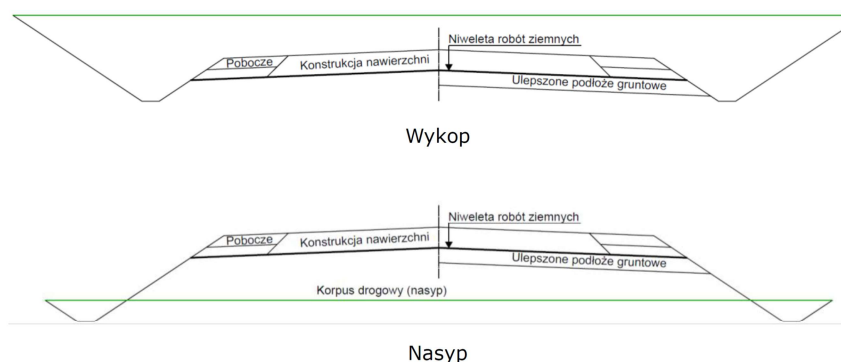 Niweleta robót ziemnych
Pobocze
Konstrukcja nawierzchni
Ulepszone podłoże gruntowe
Wykop
Niweleta robót ziemnych
Pobocze
Konstrukcja nawierzchni
Ulepszone podłoże gruntowe
Korpus drogowy (nasyp)
Nasyp